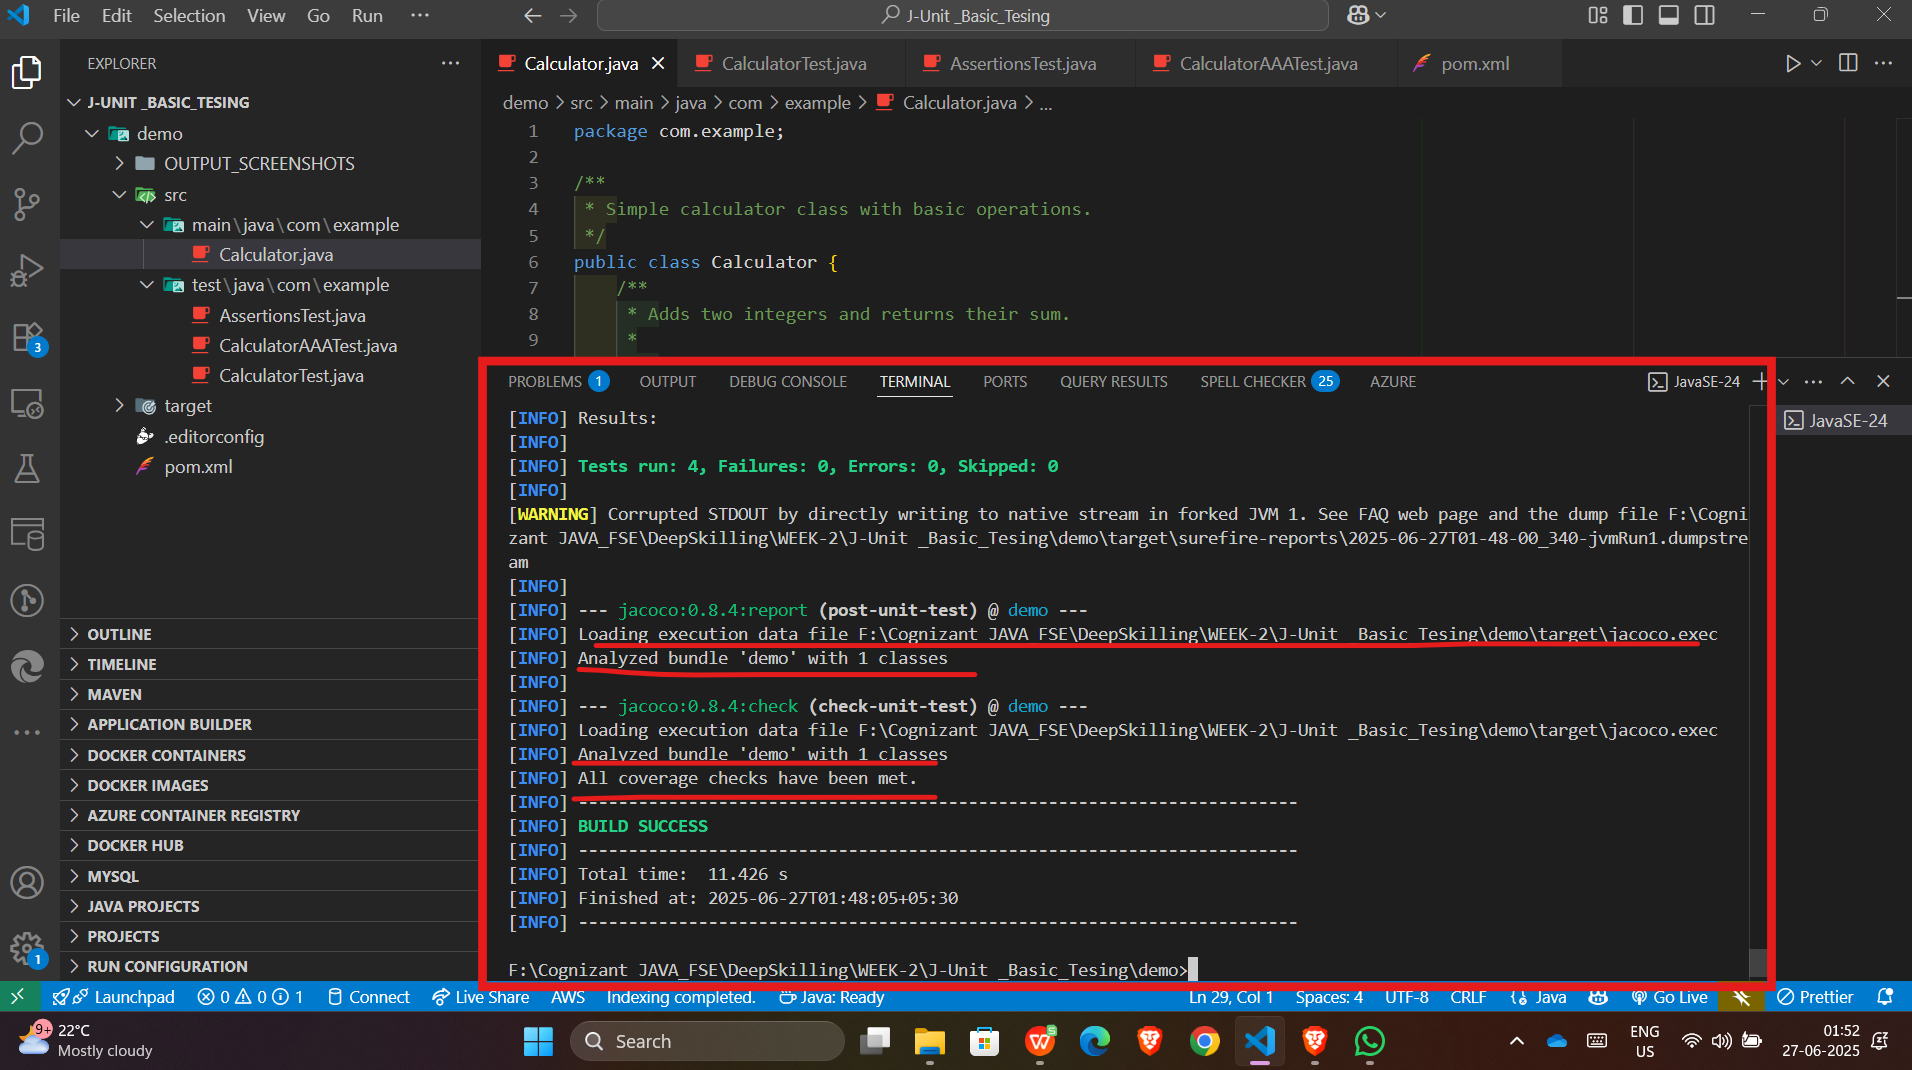 File Edit Selection View Go Run ···
J-Unit _Basic_Tesing
EXPLORER
J-UNIT _BASIC_TESING
demo
OUTPUT_SCREENSHOTS
src
main\java\com\example
Calculator.java
test\java\com\example
AssertionsTest.java
CalculatorAAATest.java
CalculatorTest.java
target
.editorconfig
pom.xml
OUTLINE
TIMELINE
MAVEN
APPLICATION BUILDER
DOCKER CONTAINERS
DOCKER IMAGES
AZURE CONTAINER REGISTRY
DOCKER HUB
MYSQL
JAVA PROJECTS
PROJECTS
RUN CONFIGURATION
3
1
Calculator.java CalculatorTest.java AssertionsTest.java CalculatorAAATest.java pom.xml
demo > src > main > java > com > example > Calculator.java > ...
1 package com.example;
2
3 /**
4 * Simple calculator class with basic operations.
5 */
6 public class Calculator {
7 /**
8 * Adds two integers and returns their sum.
9 *
PROBLEMS 1 OUTPUT DEBUG CONSOLE TERMINAL PORTS QUERY RESULTS SPELL CHECKER 25 AZURE
JavaSE-24
JavaSE-24
[INFO] Results:
[INFO]
[INFO] Tests run: 4, Failures: 0, Errors: 0, Skipped: 0
[INFO]
[WARNING] Corrupted STDOUT by directly writing to native stream in forked JVM 1. See FAQ web page and the dump file F:\Cogni
zant JAVA_FSE\DeepSkilling\WEEK-2\J-Unit _Basic_Tesing\demo\target\surefire-reports\2025-06-27T01-48-00_340-jvmRun1.dumpstre
am
[INFO]
[INFO] --- jacoco:0.8.4:report (post-unit-test) @ demo ---
[INFO] Loading execution data file F:\Cognizant JAVA_FSE\DeepSkilling\WEEK-2\J-Unit _Basic_Tesing\demo\target\jacoco.exec
[INFO] Analyzed bundle 'demo' with 1 classes
[INFO]
[INFO] --- jacoco:0.8.4:check (check-unit-test) @ demo ---
[INFO] Loading execution data file F:\Cognizant JAVA_FSE\DeepSkilling\WEEK-2\J-Unit _Basic_Tesing\demo\target\jacoco.exec
[INFO] Analyzed bundle 'demo' with 1 classes
[INFO] All coverage checks have been met.
[INFO] ------------------------------------------------------------------------
[INFO] BUILD SUCCESS
[INFO] ------------------------------------------------------------------------
[INFO] Total time:  11.426 s
[INFO] Finished at: 2025-06-27T01:48:05+05:30
[INFO] ------------------------------------------------------------------------
F:\Cognizant JAVA_FSE\DeepSkilling\WEEK-2\J-Unit _Basic_Tesing\demo>
Launchpad 0 0 1 Connect Live Share AWS Indexing completed. Java: Ready Ln 29, Col 1 Spaces: 4 UTF-8 CRLF Java Go Live Prettier
9+ 22°C
Mostly cloudy
Search
ENG
US
01:52
27-06-2025